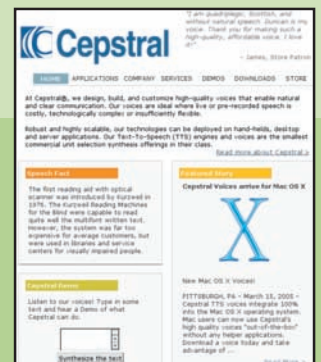 "I am quadriplegic, Scottish, and
without natural speech. Duncan is my
voice. Thank you for making such a
high-quality, affordable voice. I love
it!"
- James, Store Patron
Cepstral
HOME APPLICATIONS COMPANY SERVICES DEMOS DOWNLOADS STORE
At Cepstral®, we design, build, and customize high-quality voices that enable natural
and clear communication. Our voices are ideal where live or pre-recorded speech is
costly, technologically complex or insufficiently flexible.
Robust and highly scalable, our technologies can be deployed on hand-helds, desktop
and server applications. Our Text-To-Speech (TTS) engines and voices are the smallest
commercial unit selection synthesis offerings in their class.
Read more about Cepstral >
Speech Fact
The first reading aid with optical
scanner was introduced by Kurzweil in
1976. The Kurzweil Reading Machines
for the Blind were capable to read
quite well the multifont written text.
However, the system was far too
expensive for average customers, but
were used in libraries and service
centers for visually impaired people.
Cepstral Demo
Listen to our voices! Type in some
text and hear a Demo of what
Cepstral can do.
Synthesize the text
Featured Story
Cepstral Voices arrive for Mac OS X
X
New Mac OS X Voices!
PITTSBURGH, PA - March 15, 2005 -
Cepstral TTS voices integrate 100%
into the Mac OS X operating system.
Mac users can now use Cepstral's
high quality voices "out-of-the-box"
without any helper applications.
Download a voice today and take
advantage of ...
Read More >